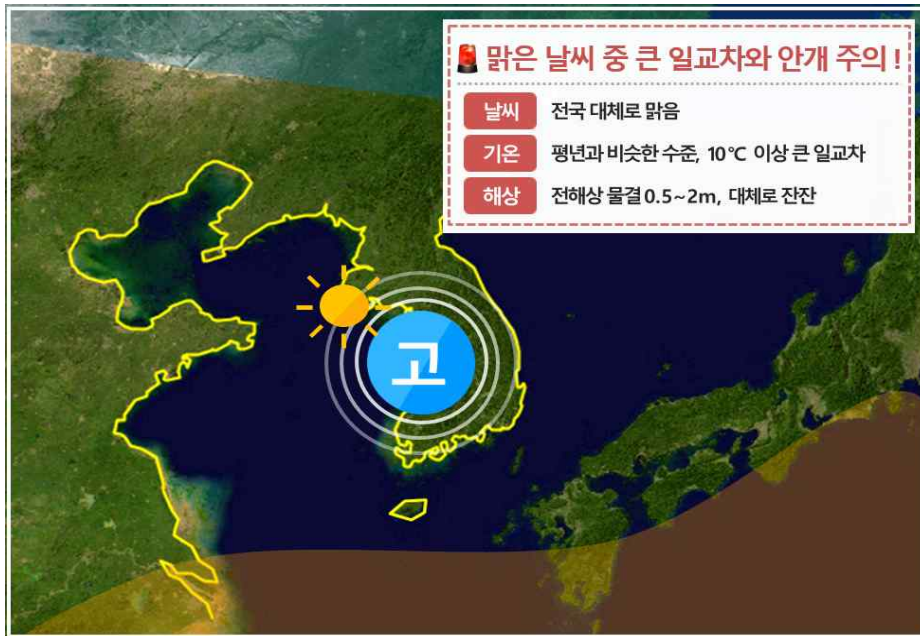 맑은 날씨 중 큰 일교차와 안개 주의 !
날씨 전국 대체로 맑음
기온 평년과 비슷한 수준, 10℃ 이상 큰 일교차
해상 전해상 물결 0.5~2m, 대체로 잔잔
고